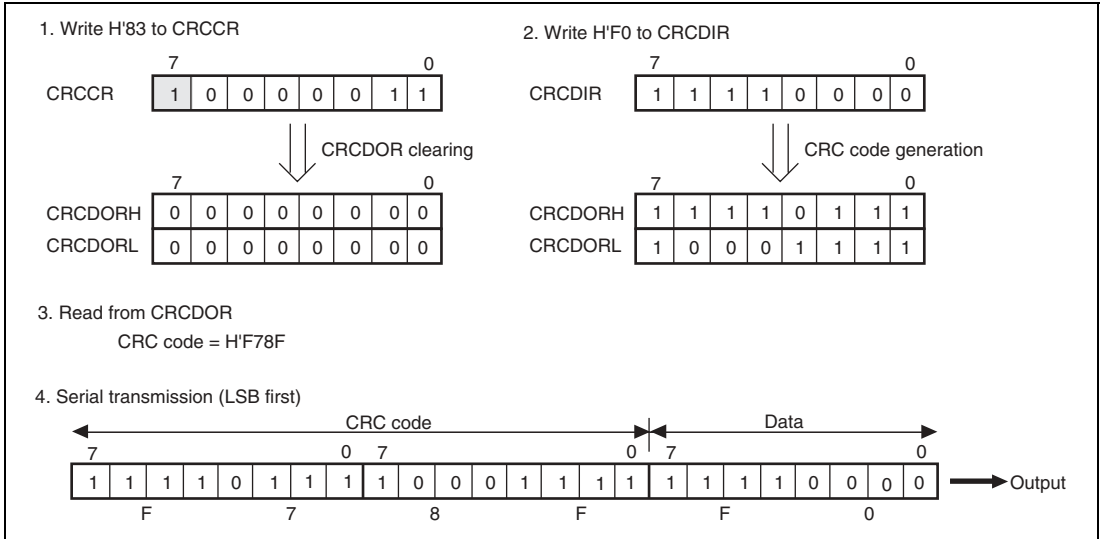 1. Write H'83 to CRCCR
7 0
CRCCR 1 0 0 0 0 0 1 1
CRCDOR clearing
7 0
CRCDORH 0 0 0 0 0 0 0 0
CRCDORL 0 0 0 0 0 0 0 0
2. Write H'F0 to CRCDIR
7 0
CRCDIR 1 1 1 1 0 0 0 0
CRC code generation
7 0
CRCDORH 1 1 1 1 0 1 1 1
CRCDORL 1 0 0 0 1 1 1 1
3. Read from CRCDOR
CRC code = H'F78F
4. Serial transmission (LSB first)
CRC code Data
7 0 7 0 7 0
1 1 1 1 0 1 1 1 1 0 0 0 1 1 1 1 1 1 1 1 0 0 0 0 Output
F 7 8 F F 0